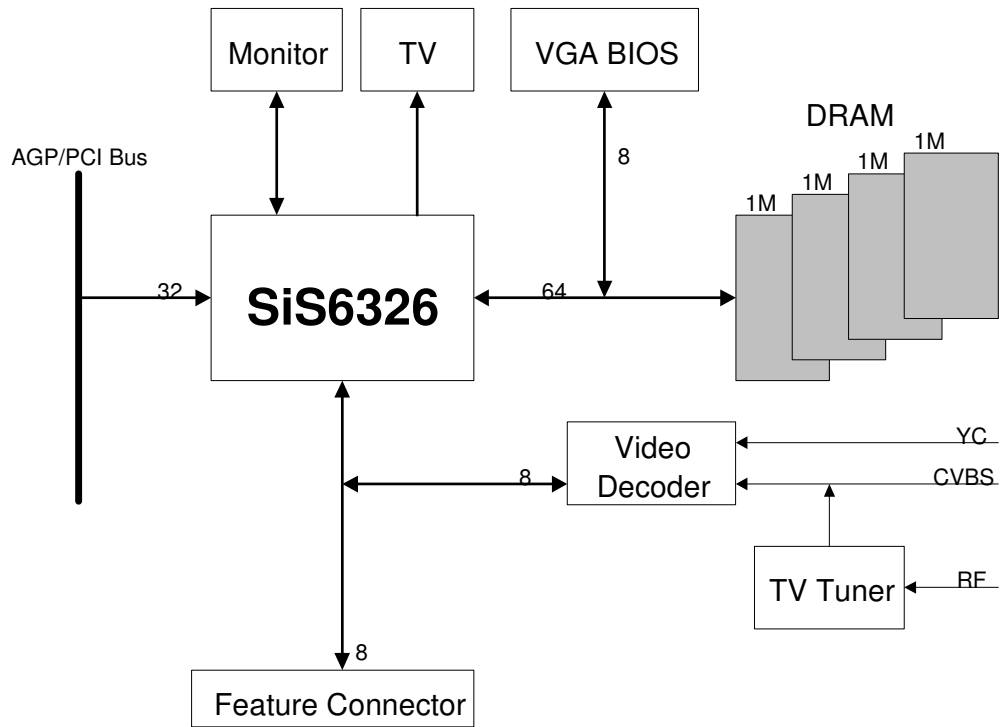 Monitor
TV
VGA BIOS
DRAM
1M
1M
1M
1M
AGP/PCI Bus
8
32
SiS6326
64
Video
Decoder
YC
CVBS
8
TV Tuner
RF
8
Feature Connector